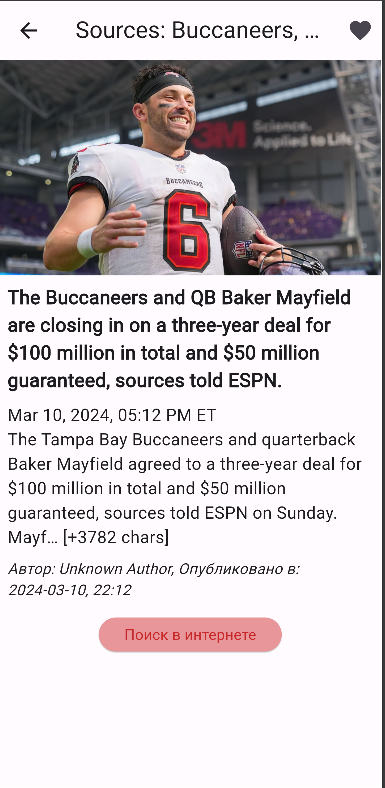 Sources: Buccaneers, ...
3M Science.
Applied to Life
BUCCANEERS
6
The Buccaneers and QB Baker Mayfield
are closing in on a three-year deal for
$100 million in total and $50 million
guaranteed, sources told ESPN.
Mar 10, 2024, 05:12 PM ET
The Tampa Bay Buccaneers and quarterback
Baker Mayfield agreed to a three-year deal for
$100 million in total and $50 million
guaranteed, sources told ESPN on Sunday.
Mayf… [+3782 chars]
Автор: Unknown Author, Опубликовано в:
2024-03-10, 22:12
Поиск в интернете